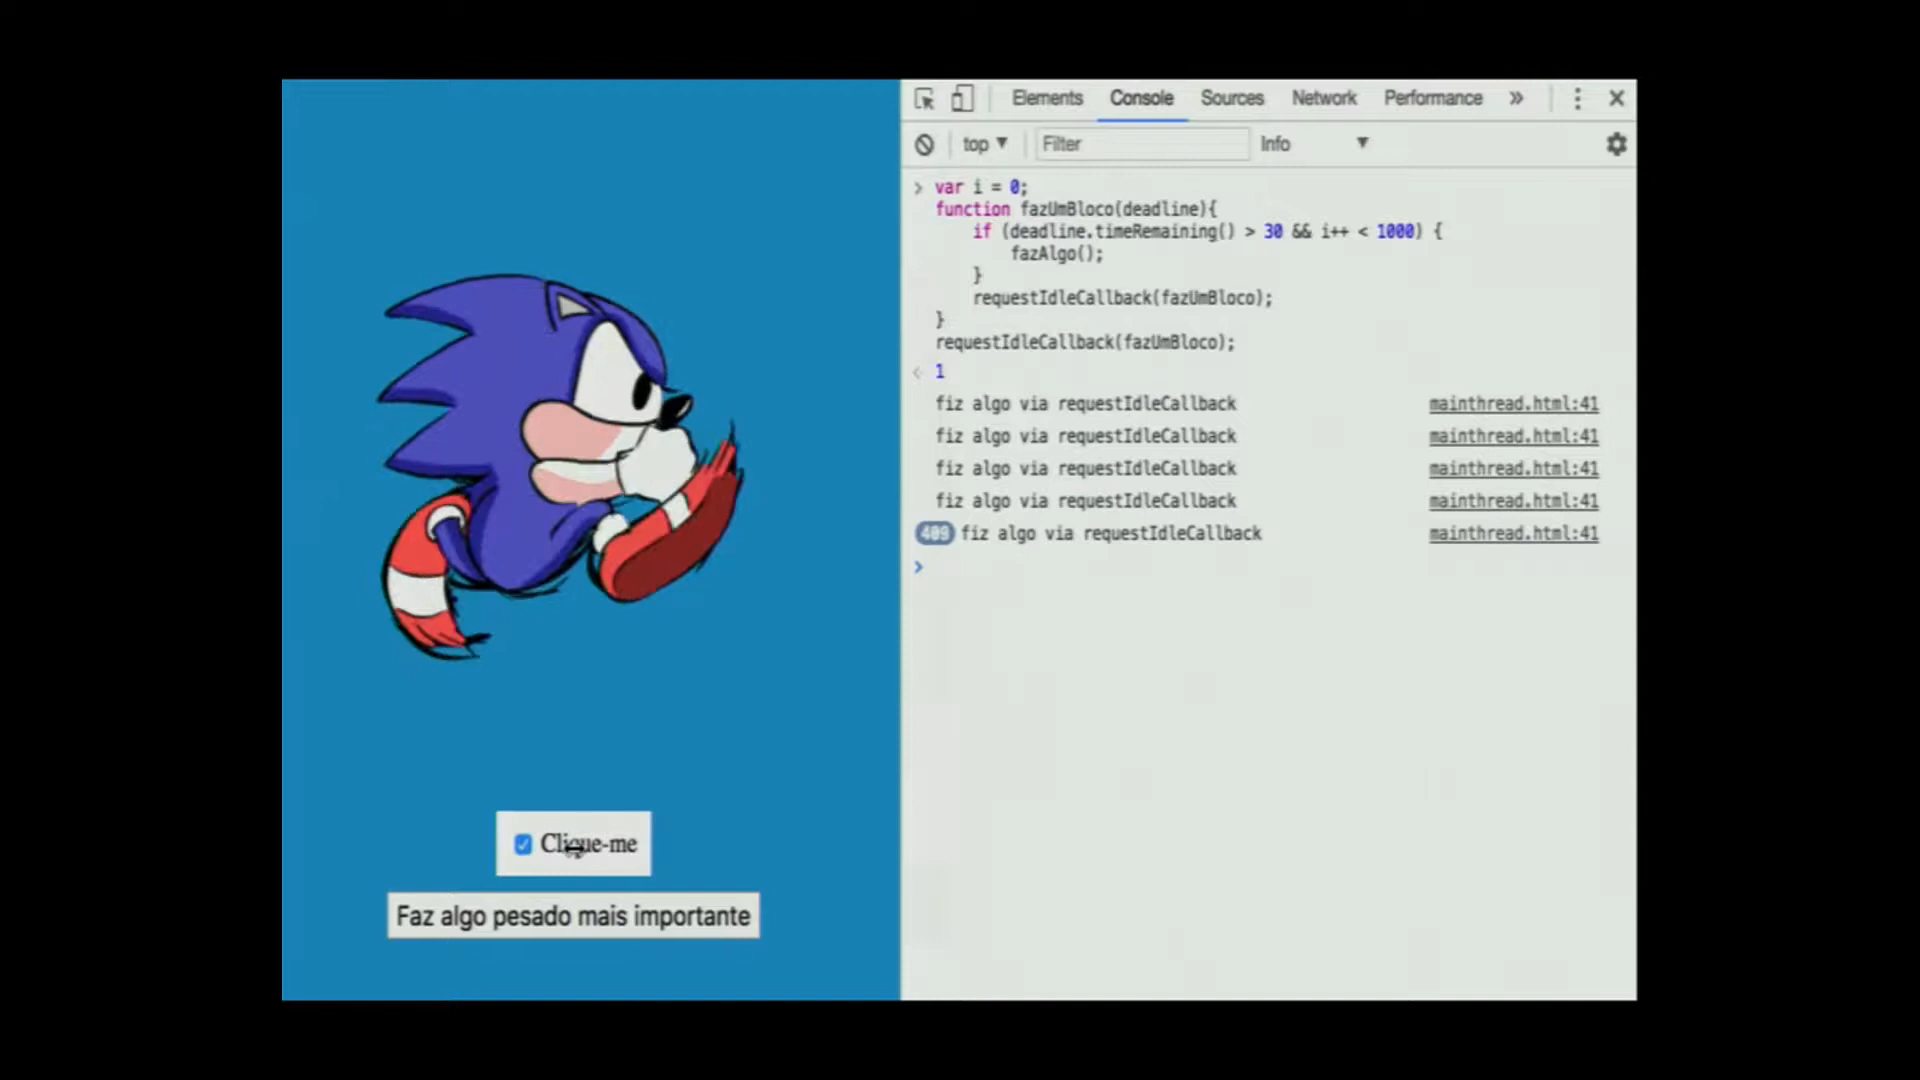 Elements Console Sources Network Performance »
top ▼ Filter Info ▼
> var i = 0;
function fazUmBloco(deadline){
if (deadline.timeRemaining() > 30 && i++ < 1000) {
fazAlgo();
}
requestIdleCallback(fazUmBloco);
}
requestIdleCallback(fazUmBloco);
< 1
fiz algo via requestIdleCallback mainthread.html:41
fiz algo via requestIdleCallback mainthread.html:41
fiz algo via requestIdleCallback mainthread.html:41
fiz algo via requestIdleCallback mainthread.html:41
409 fiz algo via requestIdleCallback mainthread.html:41
>
Clique-me
Faz algo pesado mais importante